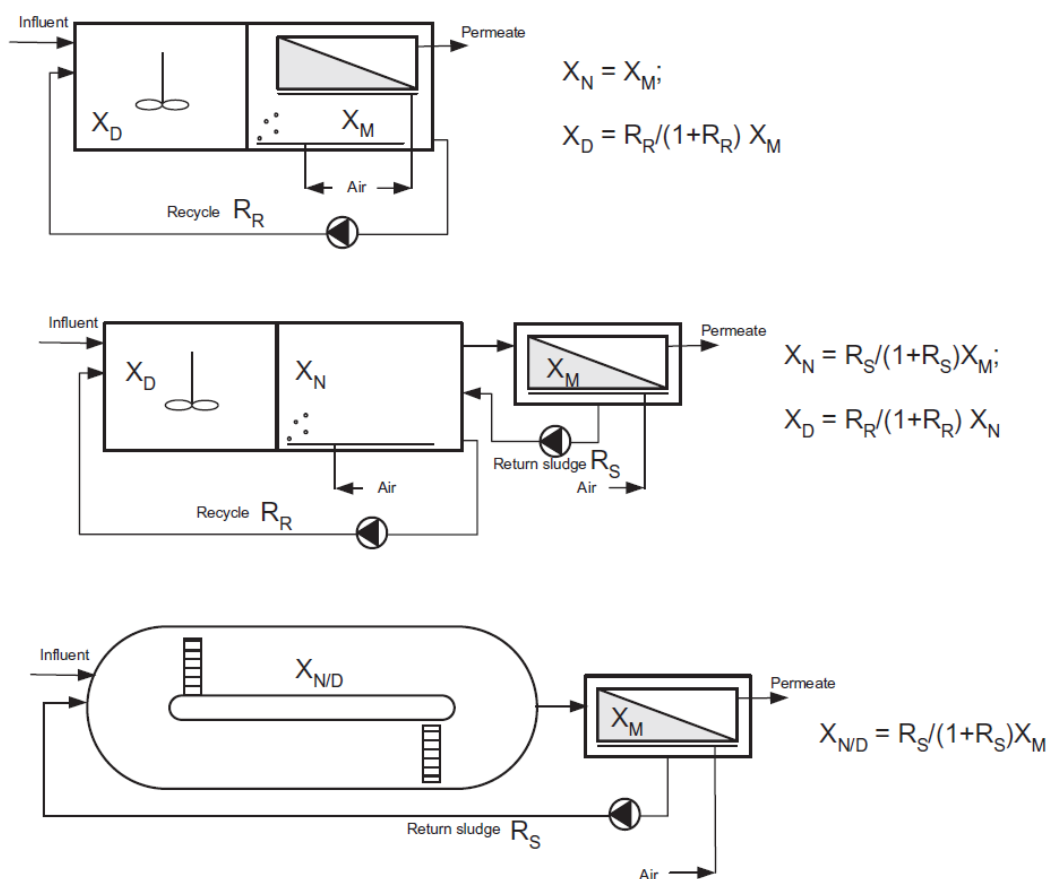 Influent
Permeate
X_N = X_M;
X_D
X_M
X_D = R_R/(1+R_R) X_M
Air
Recycle R_R
Influent
Permeate
X_D
X_N
X_M
X_N = R_S/(1+R_S)X_M;
X_D = R_R/(1+R_R) X_N
Return sludge R_S
Air
Air
Recycle R_R
Influent
X_N/D
Permeate
X_M
X_N/D = R_S/(1+R_S)X_M
Return sludge R_S
Air